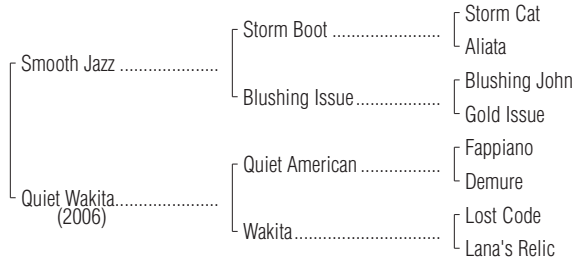 Storm Cat
Storm Boot ........................
Aliata
Smooth Jazz ......................
Blushing John
Blushing Issue...................
Gold Issue
Fappiano
Quiet American ..................
Demure
Quiet Wakita.......................
(2006)
Lost Code
Wakita.................................
Lana's Relic